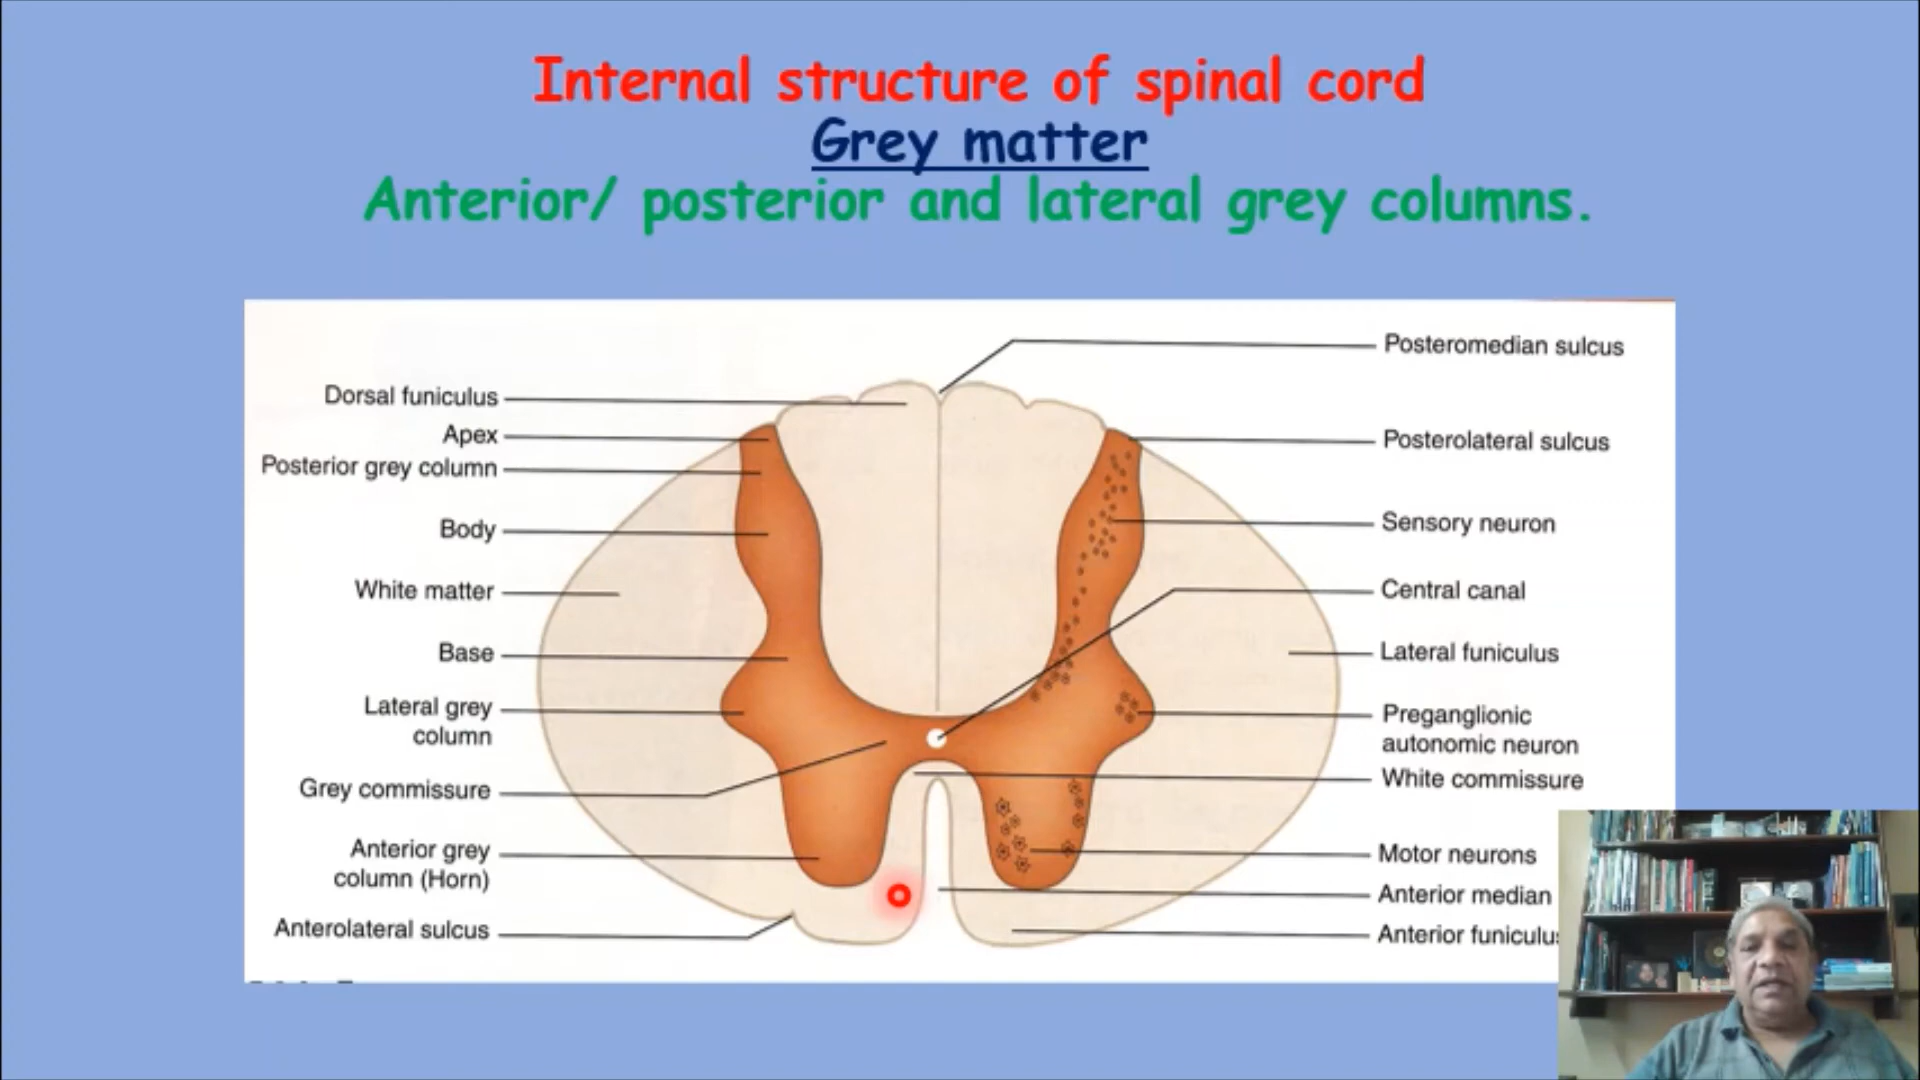 Internal structure of spinal cord
Grey matter
Anterior/ posterior and lateral grey columns.
Dorsal funiculus
Apex
Posterior grey column
Body
White matter
Base
Lateral grey
column
Grey commissure
Anterior grey
column (Horn)
Anterolateral sulcus
Posteromedian sulcus
Posterolateral sulcus
Sensory neuron
Central canal
Lateral funiculus
Preganglionic
autonomic neuron
White commissure
Motor neurons
Anterior median
Anterior